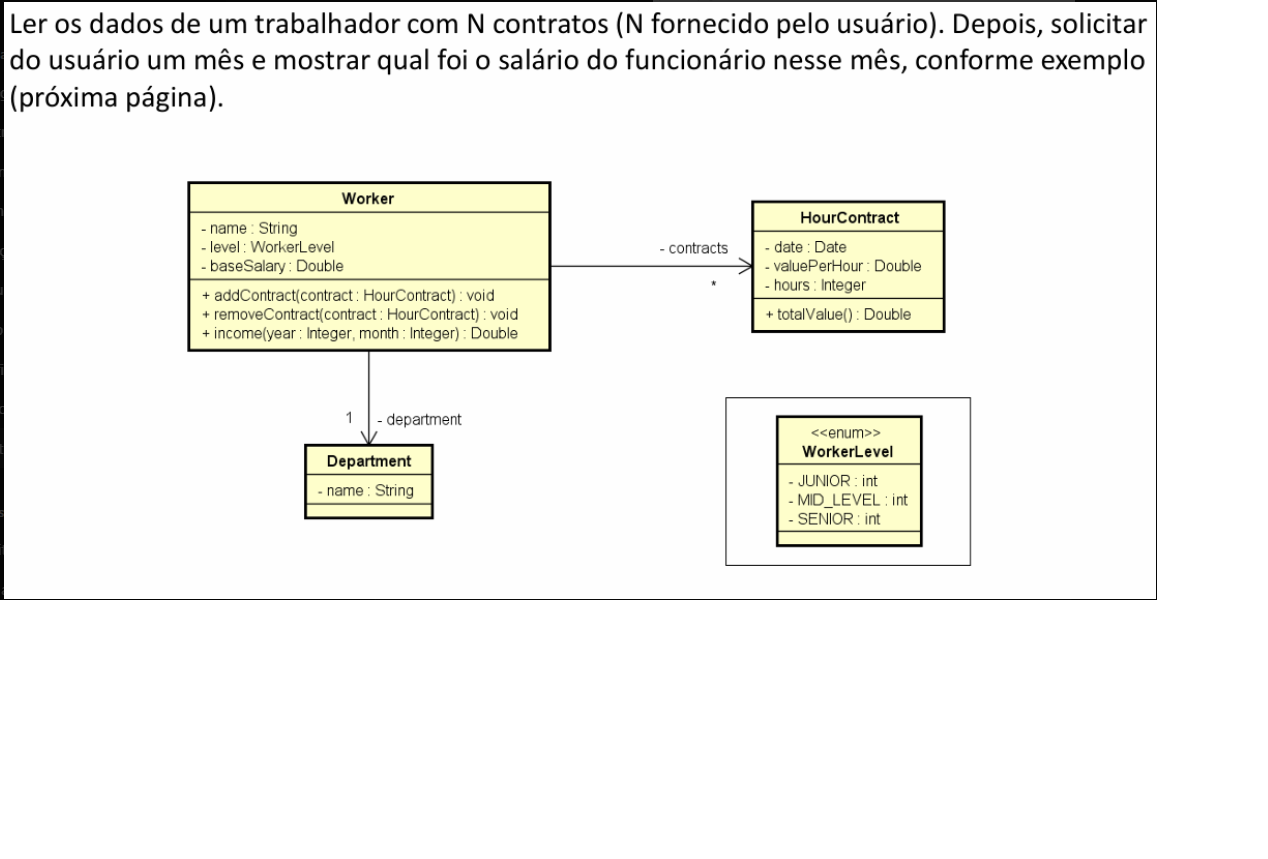 Ler os dados de um trabalhador com N contratos (N fornecido pelo usuário). Depois, solicitar
do usuário um mês e mostrar qual foi o salário do funcionário nesse mês, conforme exemplo
(próxima página).
Worker
- name : String
- level : WorkerLevel
- baseSalary : Double
+ addContract(contract : HourContract) : void
+ removeContract(contract : HourContract) : void
+ income(year : Integer, month : Integer) : Double
- contracts
*
HourContract
- date : Date
- valuePerHour : Double
- hours : Integer
+ totalValue() : Double
1
- department
Department
- name : String
<<enum>>
WorkerLevel
- JUNIOR : int
- MID_LEVEL : int
- SENIOR : int